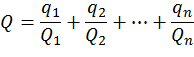 Q = q₁/Q₁ + q₂/Q₂ + ⋯ + qₙ/Qₙ